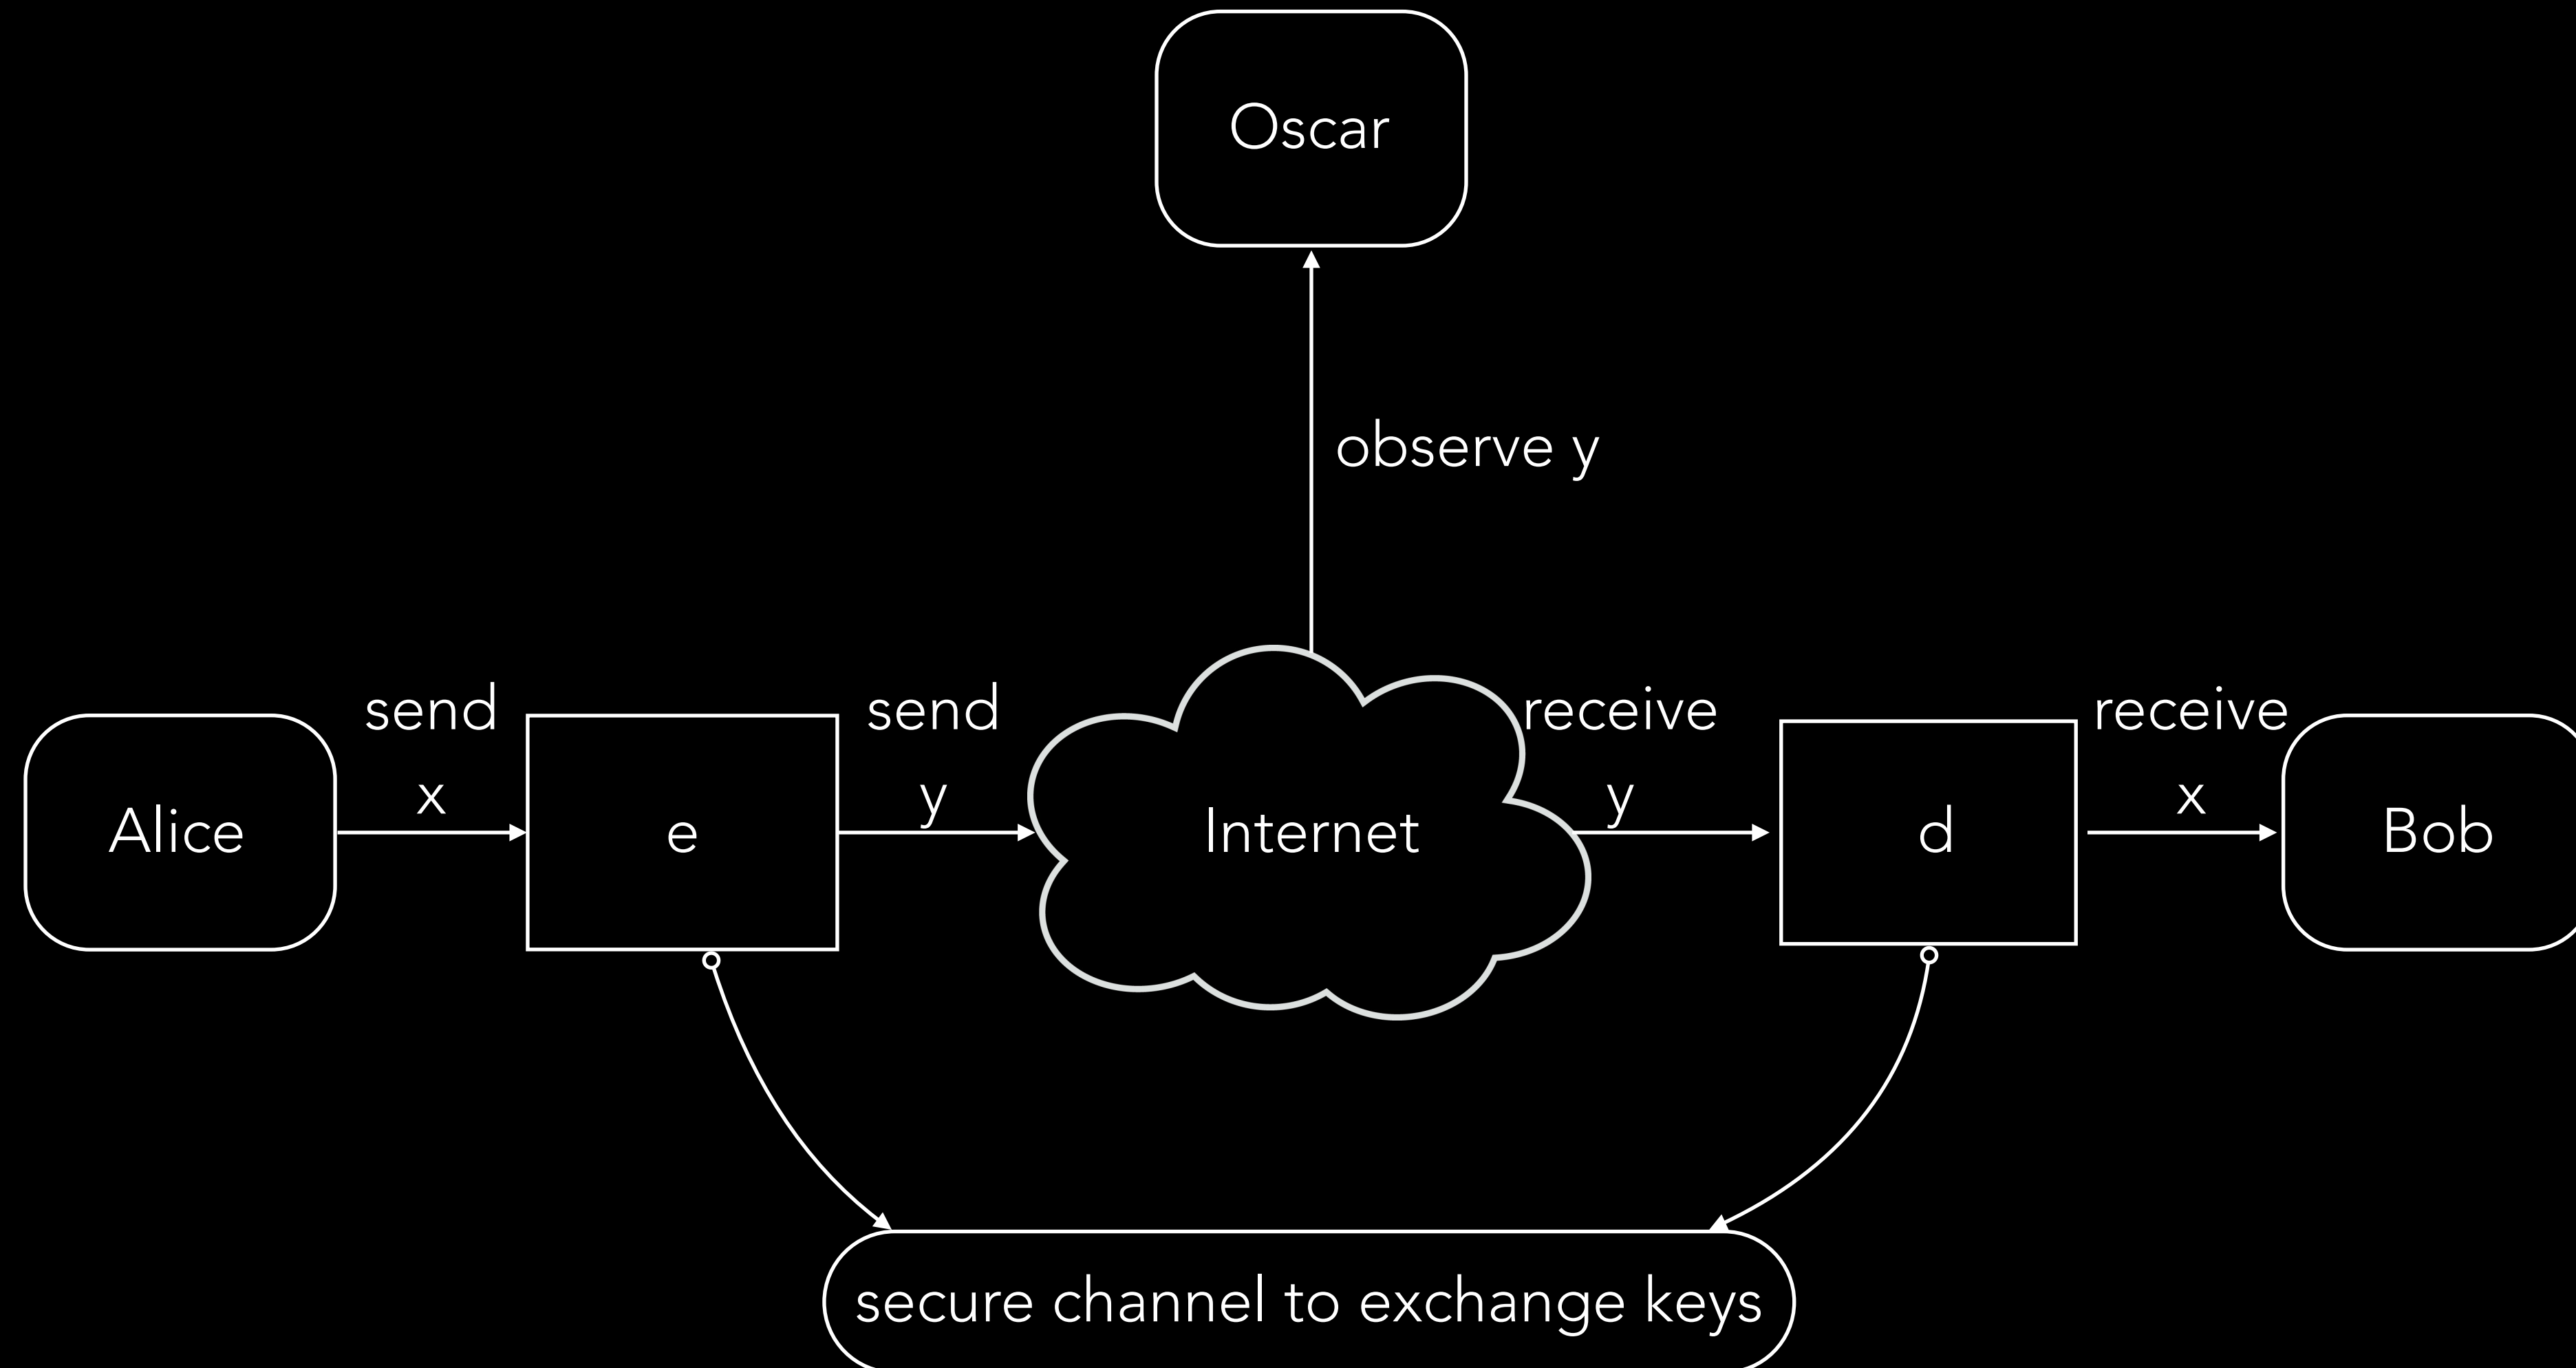 Oscar
observe y
send
x
send
y
receive
y
receive
x
Alice
e
Internet
d
Bob
secure channel to exchange keys